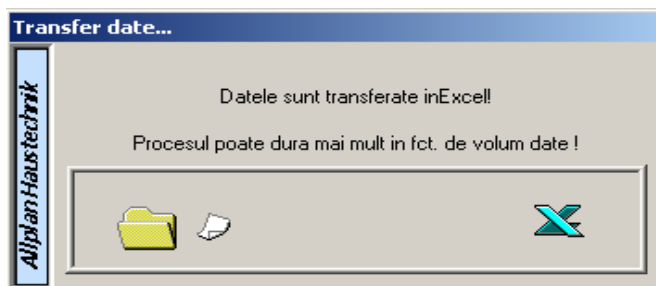 Transfer date...
Allplan Haustechnik
Datele sunt transferate inExcel!
Procesul poate dura mai mult in fct. de volum date !